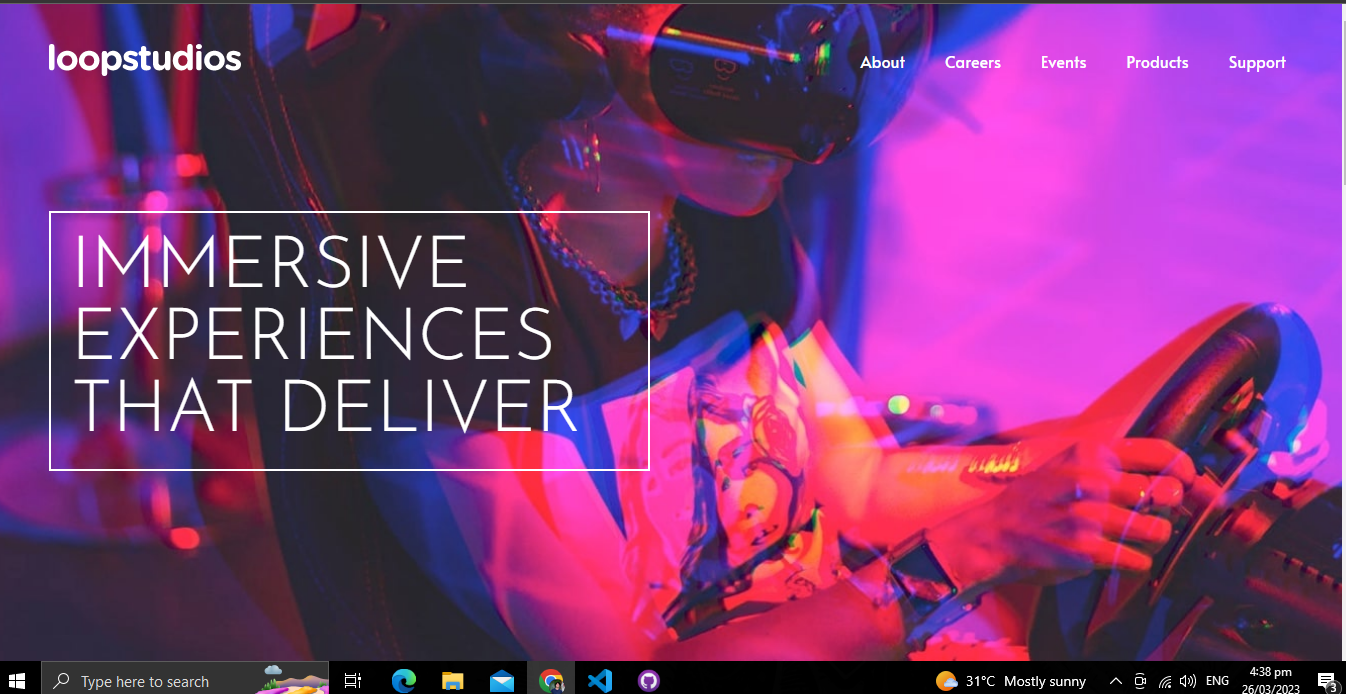 loopstudios
About Careers Events Products Support
IMMERSIVE
EXPERIENCES
THAT DELIVER
Type here to search
31°C Mostly sunny
ENG
4:38 pm
26/03/2023
3